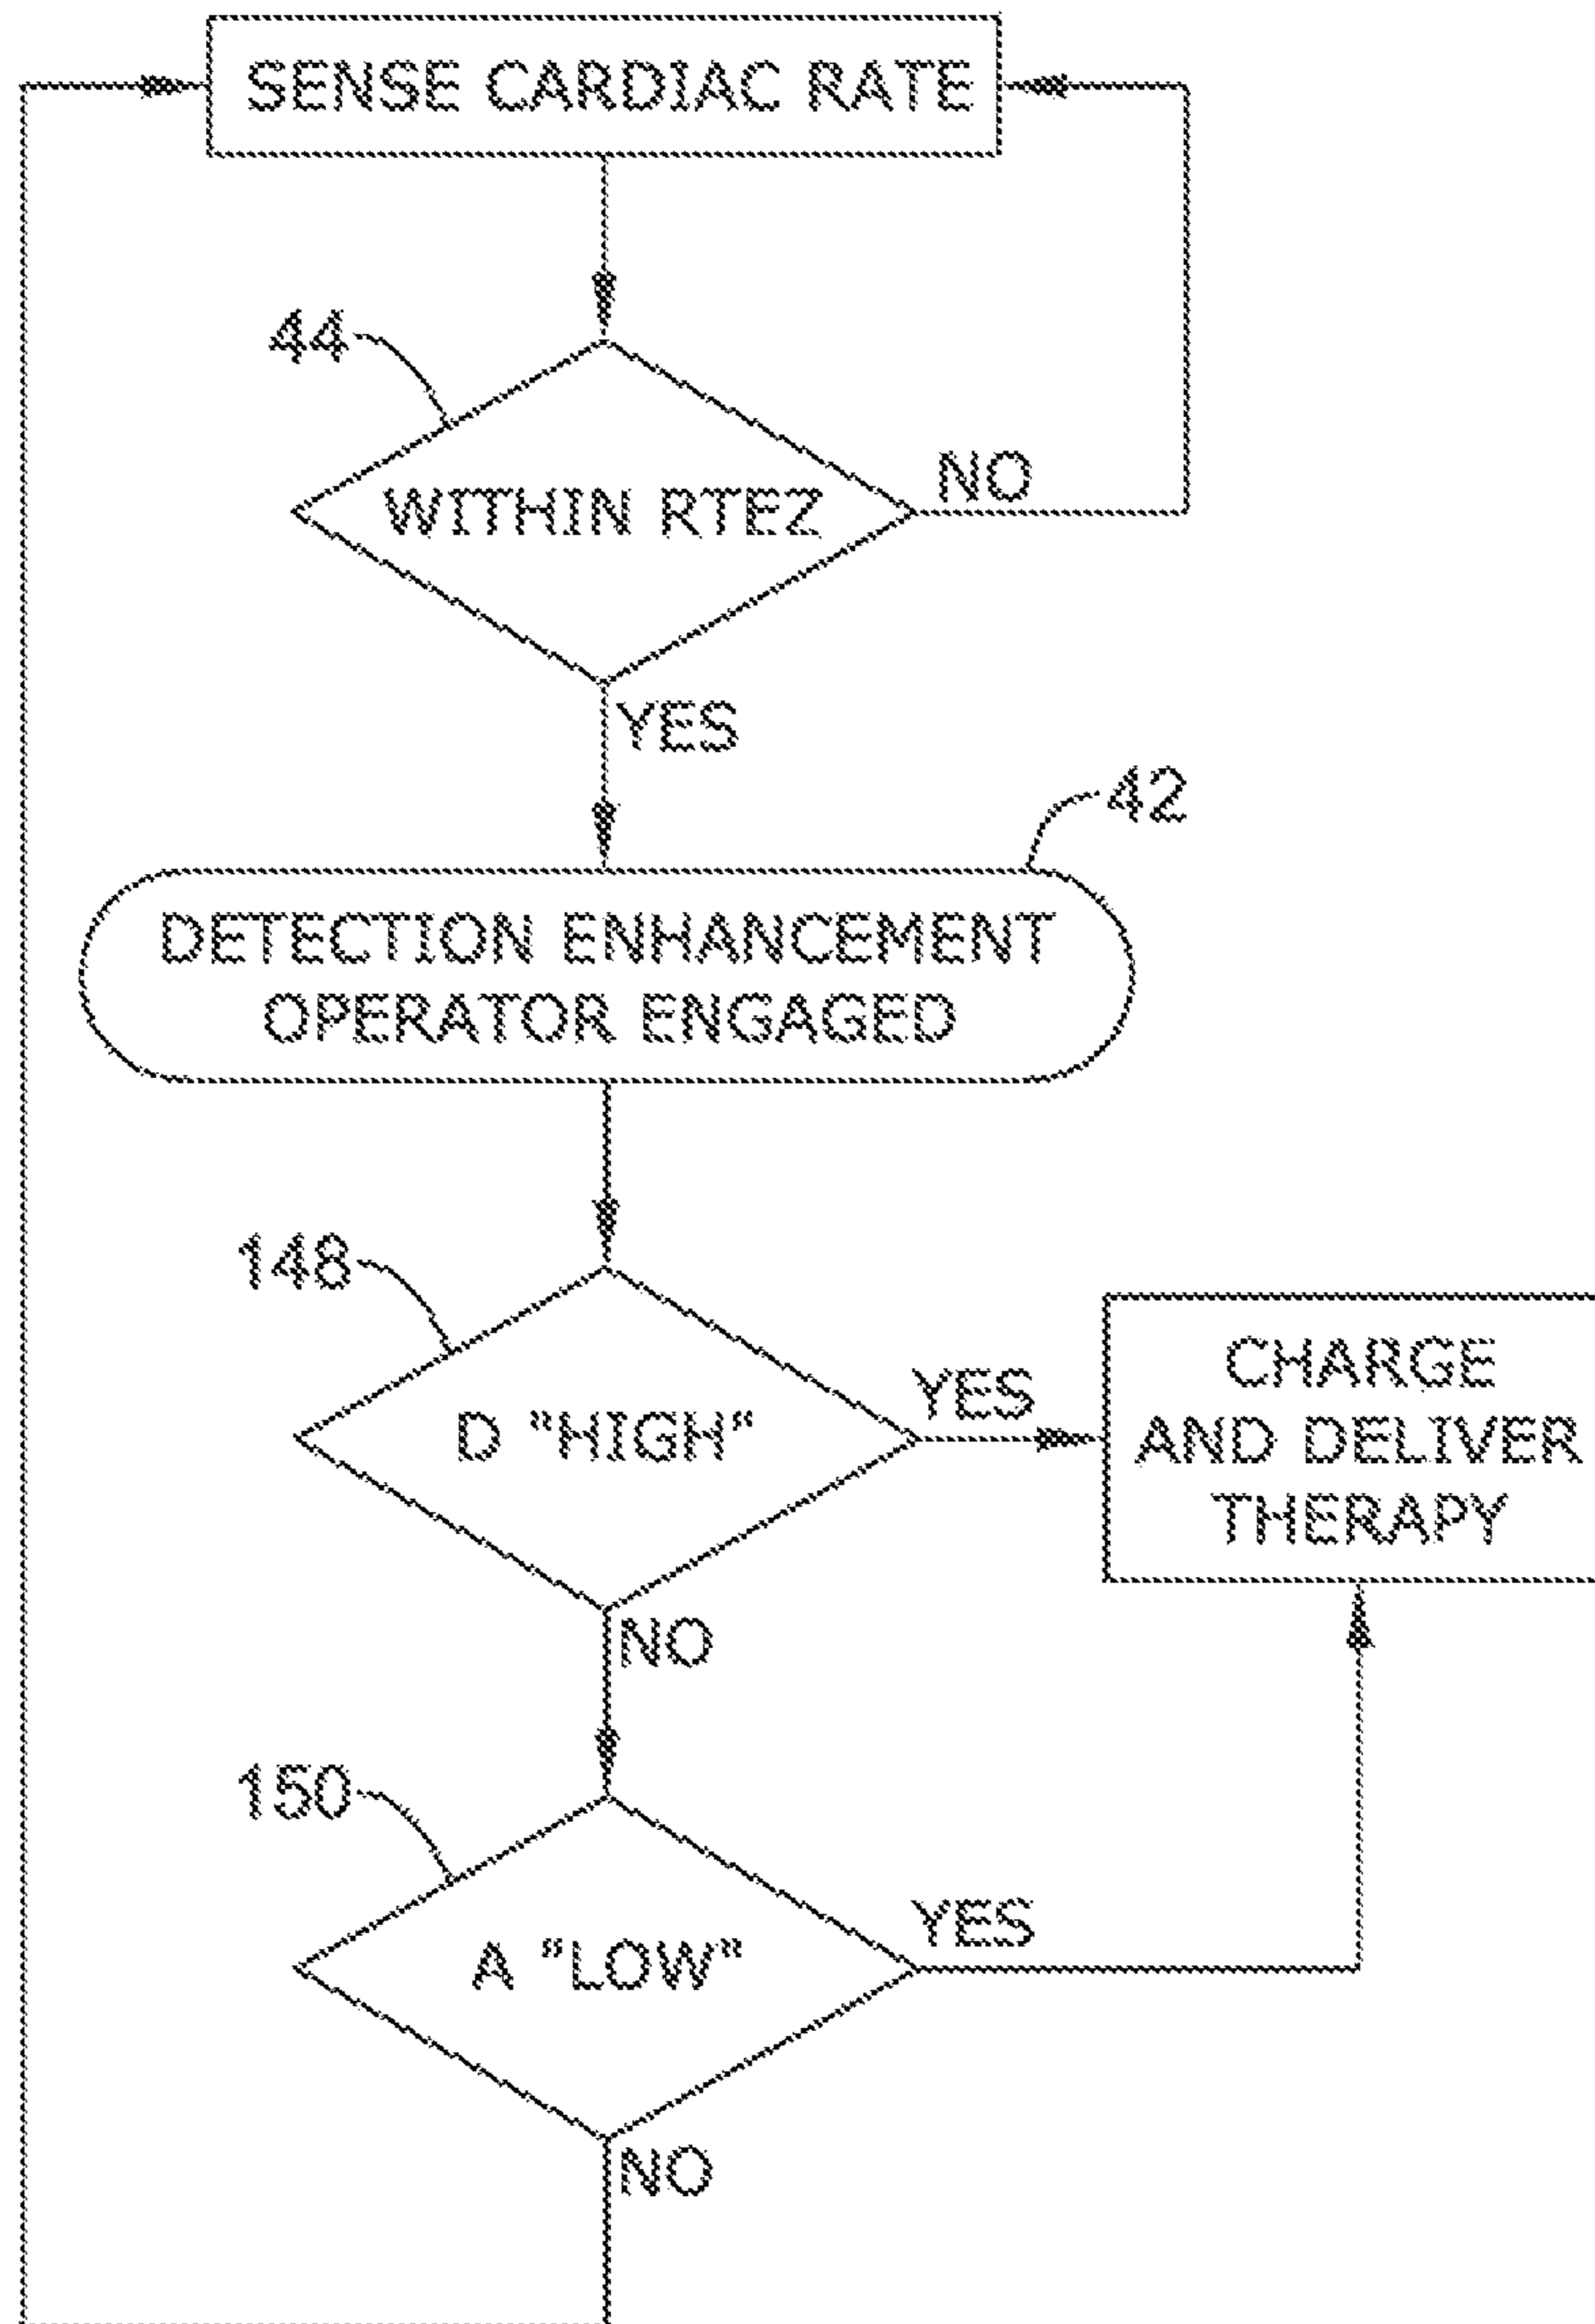 SENSE CARDIAC RATE
44
WITHIN RTEZ
NO
YES
42
DETECTION ENHANCEMENT
OPERATOR ENGAGED
148
D "HIGH"
YES
CHARGE
AND DELIVER
THERAPY
NO
150
A "LOW"
YES
NO